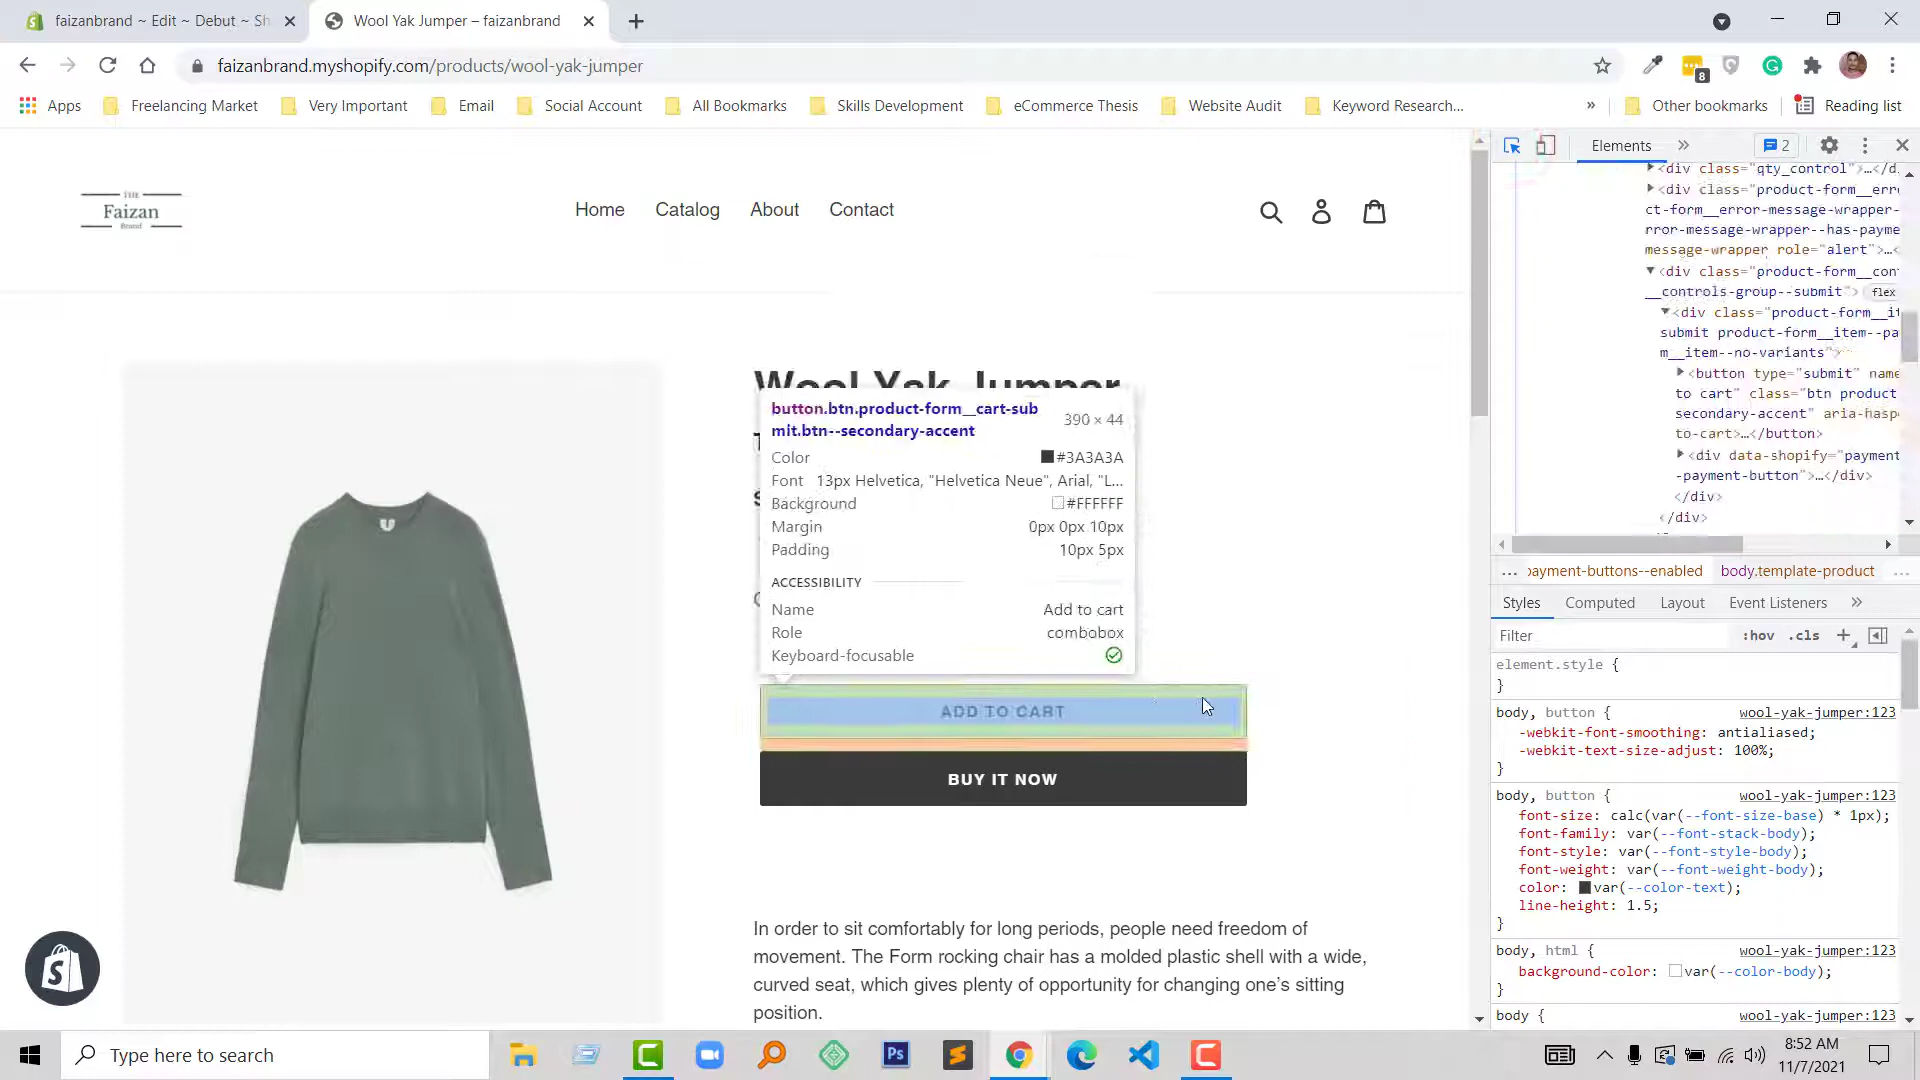 faizanbrand ~ Edit ~ Debut ~ Sh
Wool Yak Jumper – faizanbrand
faizanbrand.myshopify.com/products/wool-yak-jumper
8
Apps
Freelancing Market
Very Important
Email
Social Account
All Bookmarks
Skills Development
eCommerce Thesis
Website Audit
Keyword Research...
»
Other bookmarks
Reading list
THE
Faizan
Brand
Home
Catalog
About
Contact
Wool Yak Jumper
button.btn.product-form__cart-sub
mit.btn--secondary-accent
390 × 44
Color #3A3A3A
Font 13px Helvetica, "Helvetica Neue", Arial, "L...
Background #FFFFFF
Margin 0px 0px 10px
Padding 10px 5px
ACCESSIBILITY
Name Add to cart
Role combobox
Keyboard-focusable
ADD TO CART
BUY IT NOW
In order to sit comfortably for long periods, people need freedom of
movement. The Form rocking chair has a molded plastic shell with a wide,
curved seat, which gives plenty of opportunity for changing one's sitting
position.
Elements
»
2
<div class="qty_control">…</d
<div class="product-form__erro
ct-form__error-message-wrapper-
rror-message-wrapper--has-payme
message-wrapper role="alert">…<
<div class="product-form__con
__controls-group--submit">
flex
<div class="product-form__it
submit product-form__item--pa
m__item--no-variants">
<button type="submit" name
to cart" class="btn product
secondary-accent" aria-hasp
to-cart>…</button>
<div data-shopify="payment
-payment-button">…</div>
</div>
</div>
...
payment-buttons--enabled
body.template-product
...
Styles
Computed
Layout
Event Listeners
»
Filter
:hov
.cls
+
element.style {
}
body, button {
wool-yak-jumper:123
-webkit-font-smoothing: antialiased;
-webkit-text-size-adjust: 100%;
}
body, button {
wool-yak-jumper:123
font-size: calc(var(--font-size-base) * 1px);
font-family: var(--font-stack-body);
font-style: var(--font-style-body);
font-weight: var(--font-weight-body);
color: var(--color-text);
line-height: 1.5;
}
body, html {
wool-yak-jumper:123
background-color: var(--color-body);
}
body {
wool-yak-jumper:123
Type here to search
Ps
8:52 AM
11/7/2021